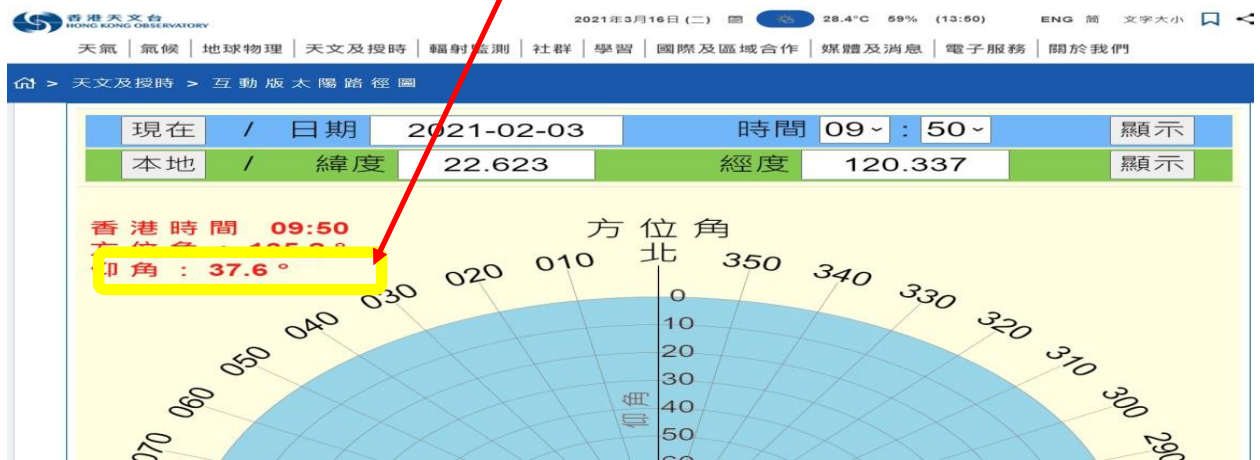 香港天文台
HONG KONG OBSERVATORY
2021年3月16日 (二) 28.4°C 59% (13:50) ENG 简 文字大小
天氣 氣候 地球物理 天文及授時 輻射監測 社群 學習 國際及區域合作 媒體及消息 電子服務 關於我們
> 天文及授時 > 互動版太陽路徑圖
現在 / 日期 2021-02-03 時間 09 : 50 顯示
本地 / 緯度 22.623 經度 120.337 顯示
香港時間 09:50
仰角 : 37.6 °
方位角
北
010 350
020 340
030 330
040 320
050 310
060 300
070 290
0
10
20
30
40
50
仰角